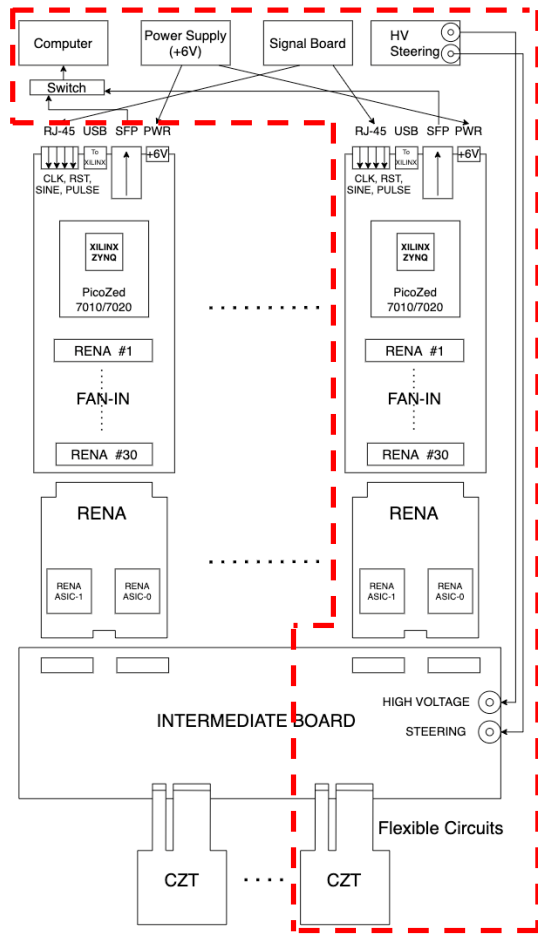 Computer
Power Supply
(+6V)
Signal Board
HV
Steering
Switch
RJ-45 USB SFP PWR
RJ-45 USB SFP PWR
To
XILINX
+6V
To
XILINX
+6V
CLK, RST,
SINE, PULSE
CLK, RST,
SINE, PULSE
XILINX
ZYNQ
XILINX
ZYNQ
PicoZed
7010/7020
PicoZed
7010/7020
RENA #1
RENA #1
FAN-IN
FAN-IN
RENA #30
RENA #30
RENA
RENA
RENA
ASIC-1
RENA
ASIC-0
RENA
ASIC-1
RENA
ASIC-0
HIGH VOLTAGE
INTERMEDIATE BOARD
STEERING
Flexible Circuits
CZT
CZT